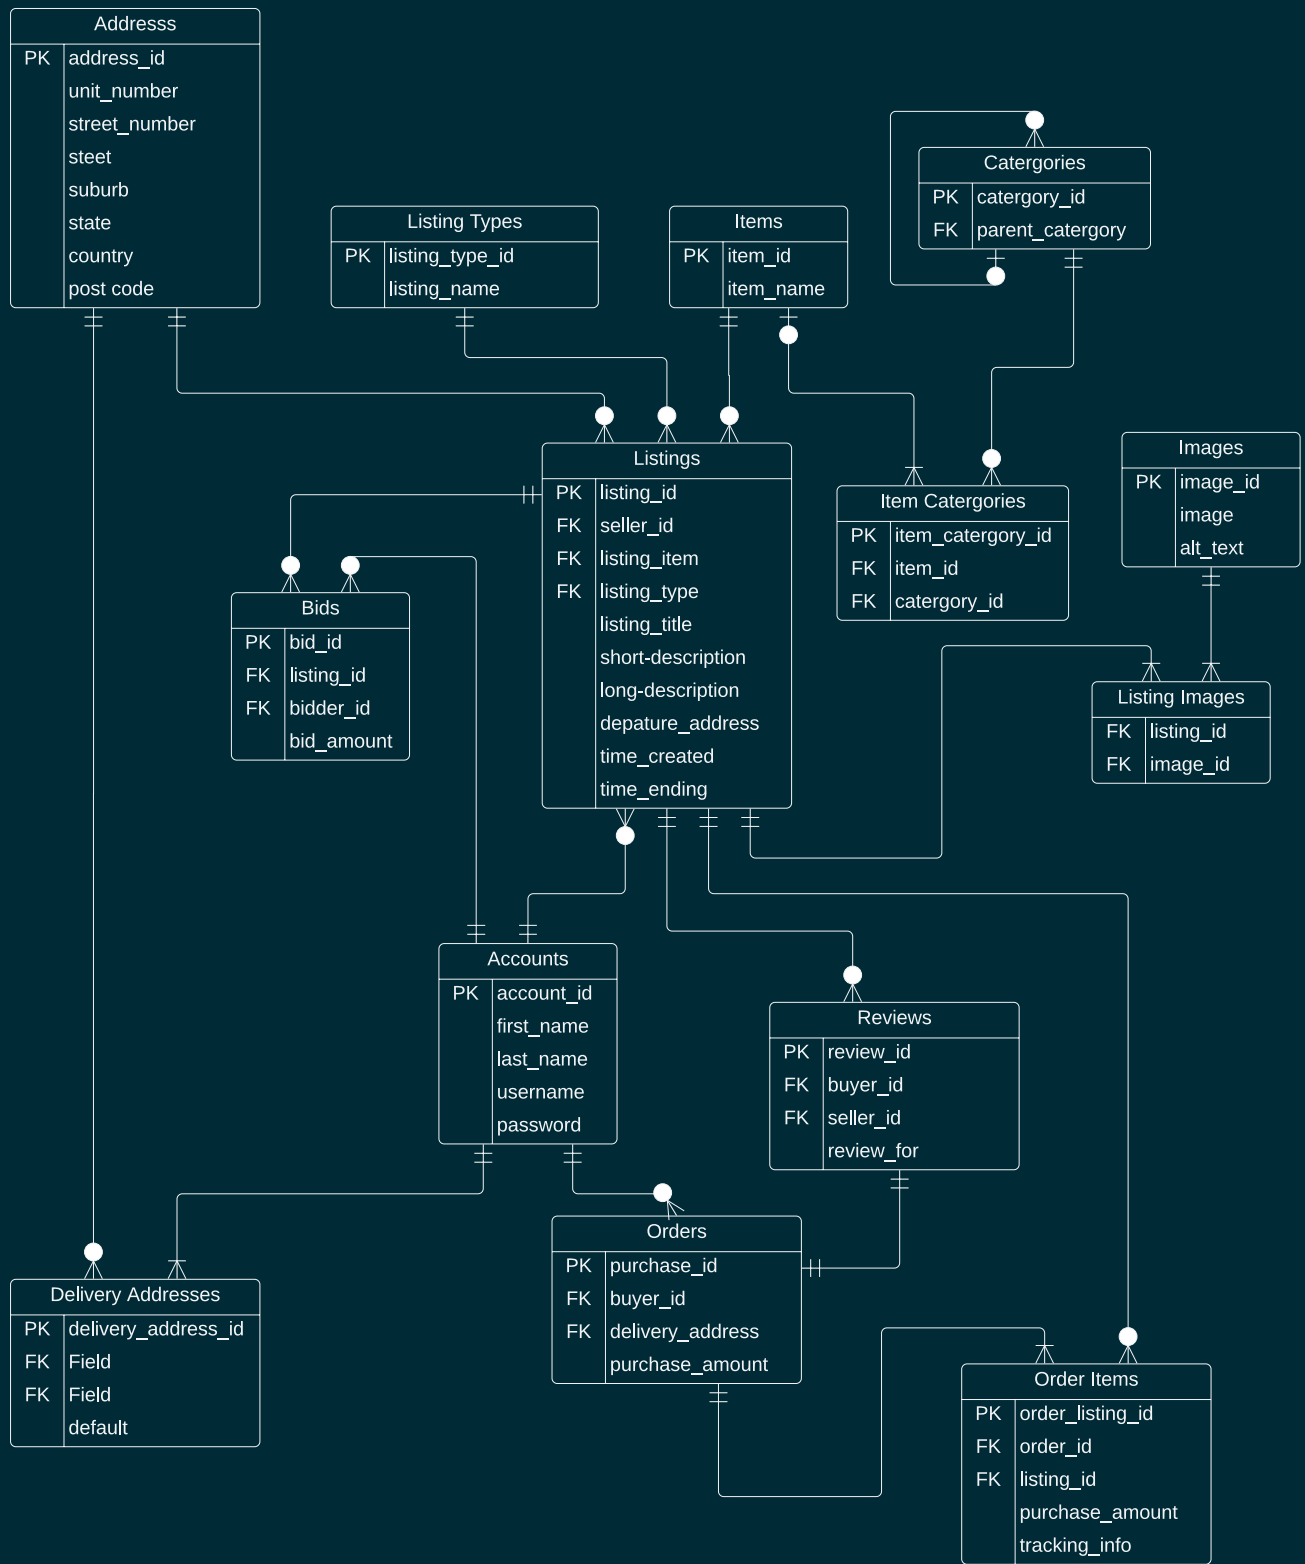 Addresss
PK address_id
unit_number
street_number
steet
suburb
state
country
post code
Listing Types
PK listing_type_id
listing_name
Items
PK item_id
item_name
Catergories
PK catergory_id
FK parent_catergory
Listings
PK listing_id
FK seller_id
FK listing_item
FK listing_type
listing_title
short-description
long-description
depature_address
time_created
time_ending
Item Catergories
PK item_catergory_id
FK item_id
FK catergory_id
Images
PK image_id
image
alt_text
Bids
PK bid_id
FK listing_id
FK bidder_id
bid_amount
Listing Images
FK listing_id
FK image_id
Accounts
PK account_id
first_name
last_name
username
password
Reviews
PK review_id
FK buyer_id
FK seller_id
review_for
Orders
PK purchase_id
FK buyer_id
FK delivery_address
purchase_amount
Delivery Addresses
PK delivery_address_id
FK Field
FK Field
default
Order Items
PK order_listing_id
FK order_id
FK listing_id
purchase_amount
tracking_info